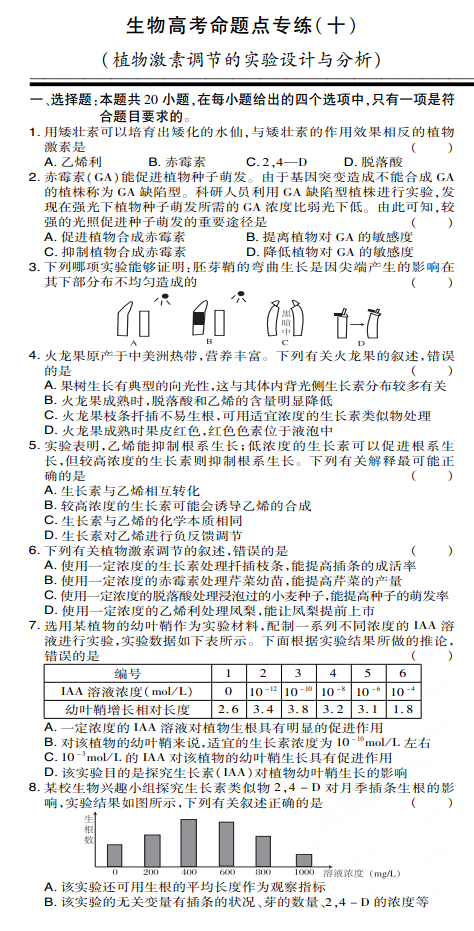 生物高考命题点专练(十)
(植物激素调节的实验设计与分析)
一、选择题:本题共20小题,在每小题给出的四个选项中,只有一项是符
合题目要求的。
1. 用矮壮素可以培育出矮化的水仙,与矮壮素的作用效果相反的植物
激素是 ( )
A. 乙烯利 B. 赤霉素 C. 2,4—D D. 脱落酸
2. 赤霉素(GA)能促进植物种子萌发。由于基因突变造成不能合成GA
的植株称为GA缺陷型。科研人员利用GA缺陷型植株进行实验,发
现在强光下植物种子萌发所需的GA浓度比弱光下低。由此可知,较
强的光照促进种子萌发的重要途径是 ( )
A. 促进植物合成赤霉素 B. 提高植物对GA的敏感度
C. 抑制植物合成赤霉素 D. 降低植物对GA的敏感度
3. 下列哪项实验能够证明:胚芽鞘的弯曲生长是因尖端产生的影响在
其下部分布不均匀造成的 ( )
黑暗中
A B C D
4. 火龙果原产于中美洲热带,营养丰富。下列有关火龙果的叙述,错误
的是 ( )
A. 果树生长有典型的向光性,这与其体内背光侧生长素分布较多有关
B. 火龙果成熟时,脱落酸和乙烯的含量明显降低
C. 火龙果枝条扦插不易生根,可用适宜浓度的生长素类似物处理
D. 火龙果成熟时果皮红色,红色色素位于液泡中
5. 实验表明,乙烯能抑制根系生长;低浓度的生长素可以促进根系生
长,但较高浓度的生长素则抑制根系生长。下列有关解释最可能正
确的是 ( )
A. 生长素与乙烯相互转化
B. 较高浓度的生长素可能会诱导乙烯的合成
C. 生长素与乙烯的化学本质相同
D. 生长素对乙烯进行负反馈调节
6. 下列有关植物激素调节的叙述,错误的是 ( )
A. 使用一定浓度的生长素处理扦插枝条,能提高插条的成活率
B. 使用一定浓度的赤霉素处理芹菜幼苗,能提高芹菜的产量
C. 使用一定浓度的脱落酸处理浸泡过的小麦种子,能提高种子的萌发率
D. 使用一定浓度的乙烯利处理凤梨,能让凤梨提前上市
7. 选用某植物的幼叶鞘作为实验材料,配制一系列不同浓度的IAA溶
液进行实验,实验数据如下表所示。下面根据实验结果所做的推论,
错误的是 ( )
编号 1 2 3 4 5 6
IAA溶液浓度(mol/L) 0 10⁻¹² 10⁻¹⁰ 10⁻⁸ 10⁻⁶ 10⁻⁴
幼叶鞘增长相对长度 2.6 3.4 3.8 3.2 3.1 1.8
A. 一定浓度的IAA溶液对植物生根具有明显的促进作用
B. 对该植物的幼叶鞘来说,适宜的生长素浓度为10⁻¹⁰mol/L左右
C. 10⁻³mol/L的IAA对该植物的幼叶鞘生长具有促进作用
D. 该实验目的是探究生长素(IAA)对植物幼叶鞘生长的影响
8. 某校生物兴趣小组探究生长素类似物2,4-D对月季插条生根的影
响,实验结果如图所示,下列有关叙述正确的是 ( )
生根数
0 200 400 600 800 1000 溶液浓度 (mg/L)
A. 该实验还可用生根的平均长度作为观察指标
B. 该实验的无关变量有插条的状况、芽的数量、2,4-D的浓度等